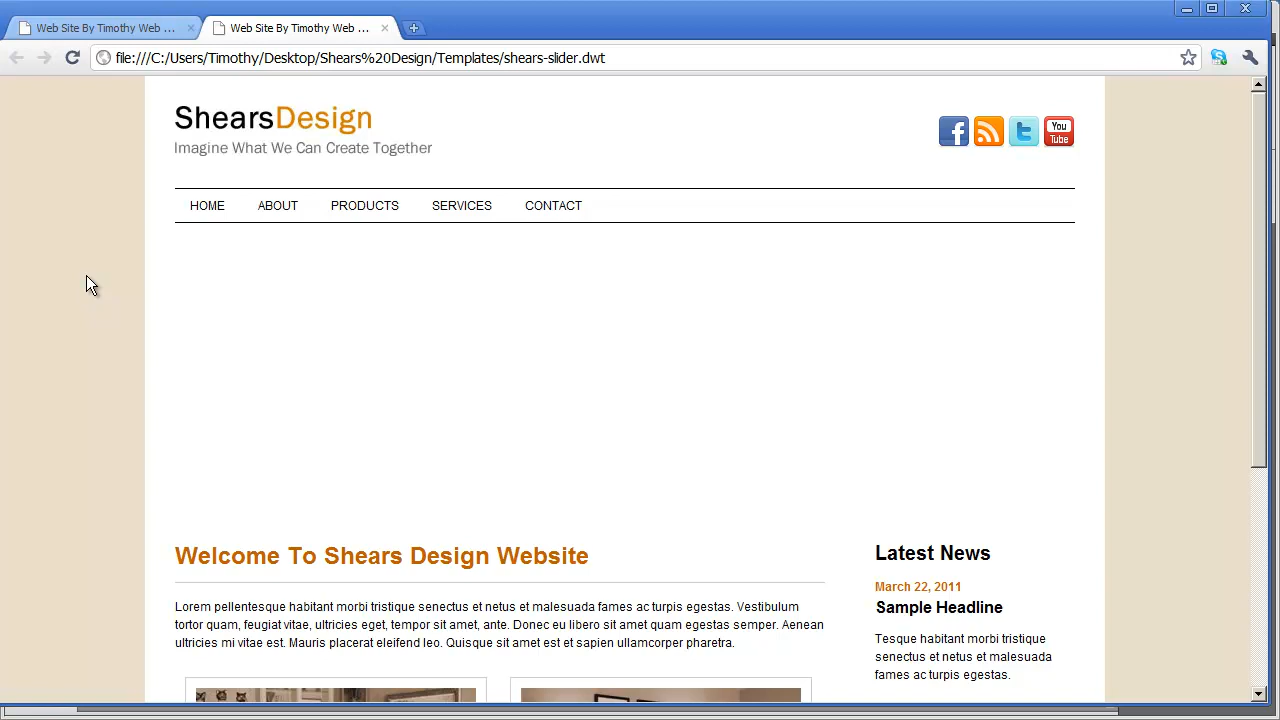 Web Site By Timothy Web ...
Web Site By Timothy Web ...
file:///C:/Users/Timothy/Desktop/Shears%20Design/Templates/shears-slider.dwt
ShearsDesign
Imagine What We Can Create Together
You
Tube
HOME ABOUT PRODUCTS SERVICES CONTACT
Welcome To Shears Design Website
Lorem pellentesque habitant morbi tristique senectus et netus et malesuada fames ac turpis egestas. Vestibulum
tortor quam, feugiat vitae, ultricies eget, tempor sit amet, ante. Donec eu libero sit amet quam egestas semper. Aenean
ultricies mi vitae est. Mauris placerat eleifend leo. Quisque sit amet est et sapien ullamcorper pharetra.
Latest News
March 22, 2011
Sample Headline
Tesque habitant morbi tristique
senectus et netus et malesuada
fames ac turpis egestas.